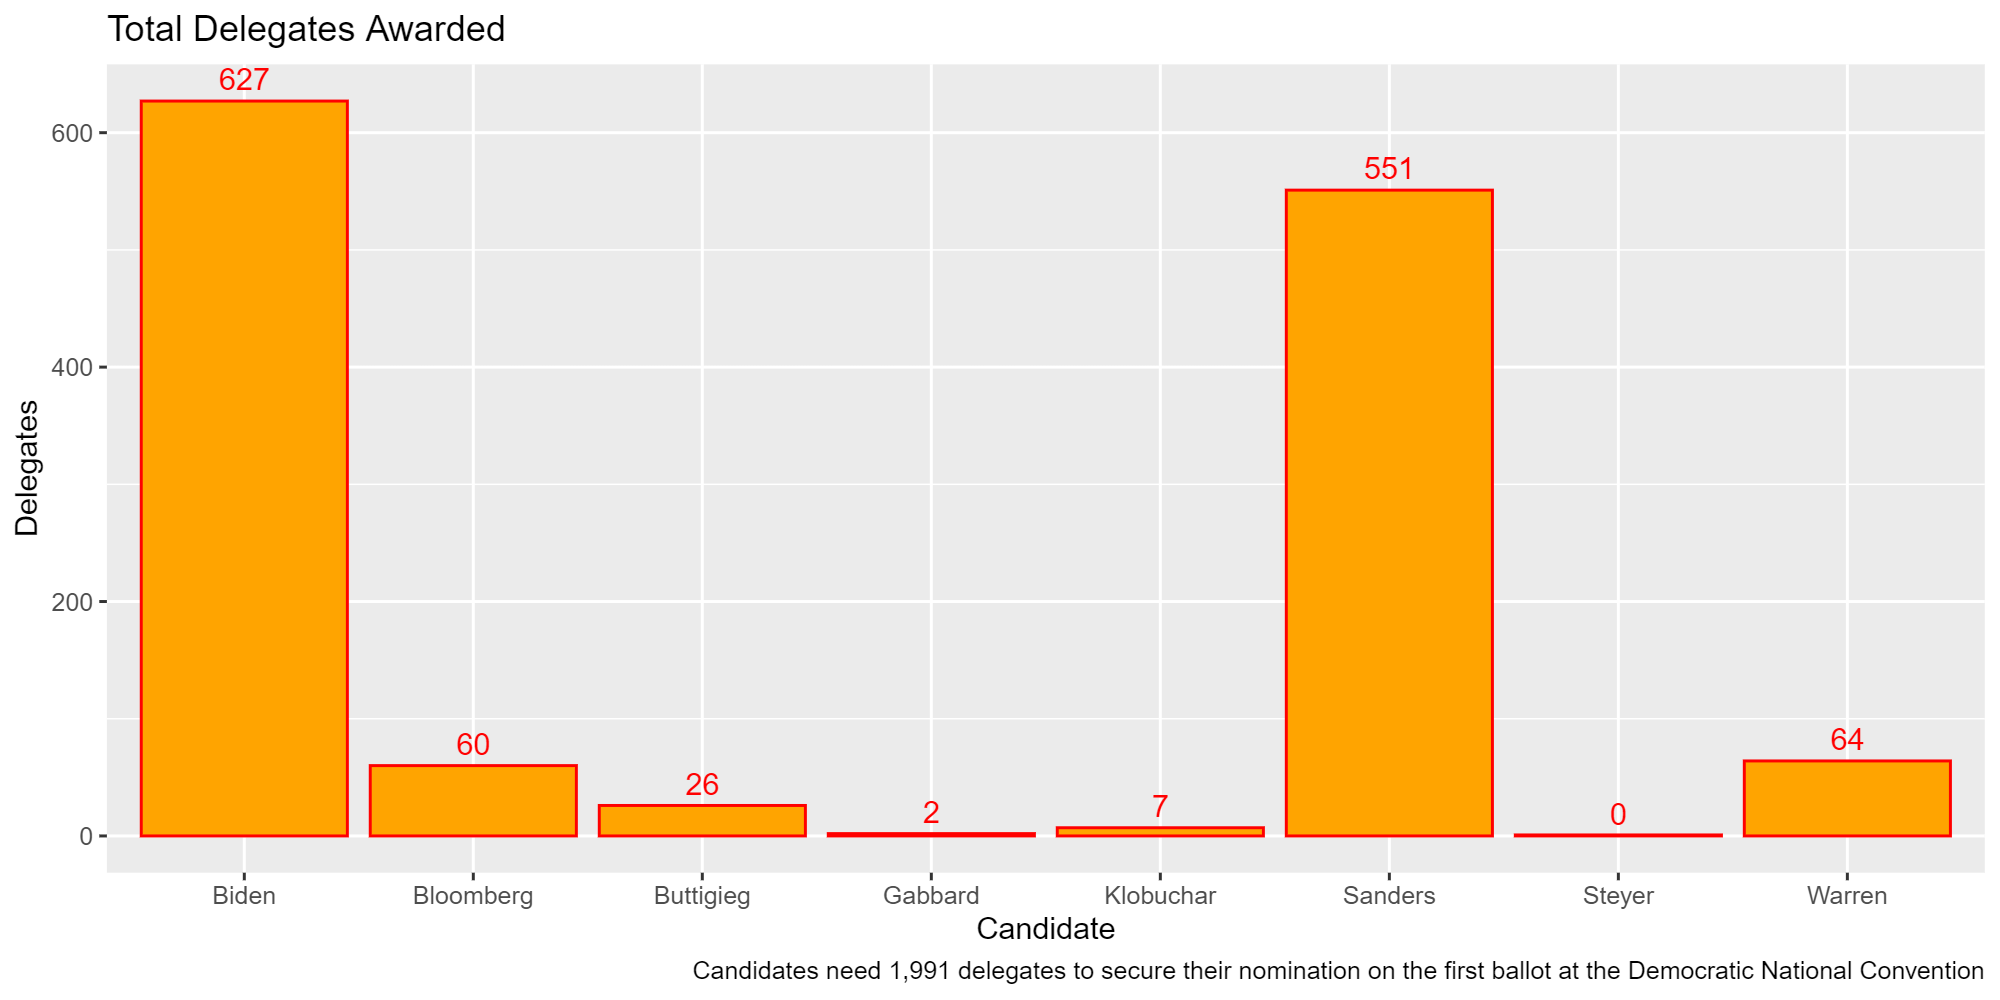 Total Delegates Awarded
627
60
26
2
7
551
0
64
600
400
200
0
Delegates
Biden Bloomberg Buttigieg Gabbard Klobuchar Sanders Steyer Warren
Candidate
Candidates need 1,991 delegates to secure their nomination on the first ballot at the Democratic National Convention